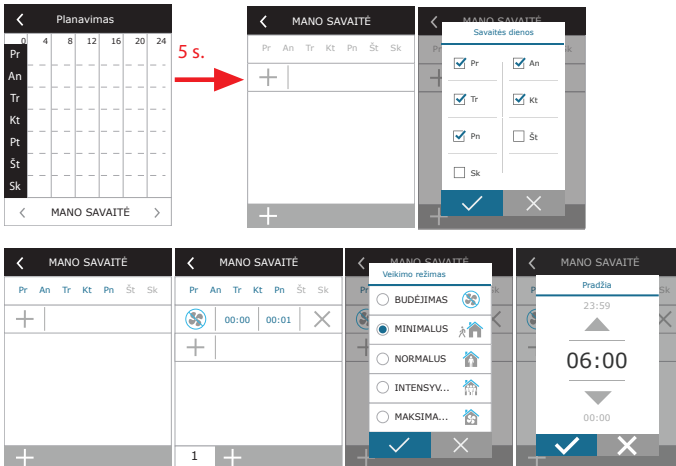 Planavimas
0 4 8 12 16 20 24
Pr
An
Tr
Kt
Pt
Št
Sk
MANO SAVAITĖ
5 s.
MANO SAVAITĖ
Pr An Tr Kt Pn Št Sk
MANO SAVAITĖ
Savaitės dienos
Pr An
Tr Kt
Pn Št
Sk
MANO SAVAITĖ
Pr An Tr Kt Pn Št Sk
MANO SAVAITĖ
Pr An Tr Kt Pn Št Sk
00:00 00:01
1
MANO SAVAITĖ
Veikimo režimas
BUDĖJIMAS
MINIMALUS
NORMALUS
INTENSYV...
MAKSIMA...
MANO SAVAITĖ
Pradžia
23:59
06:00
00:00